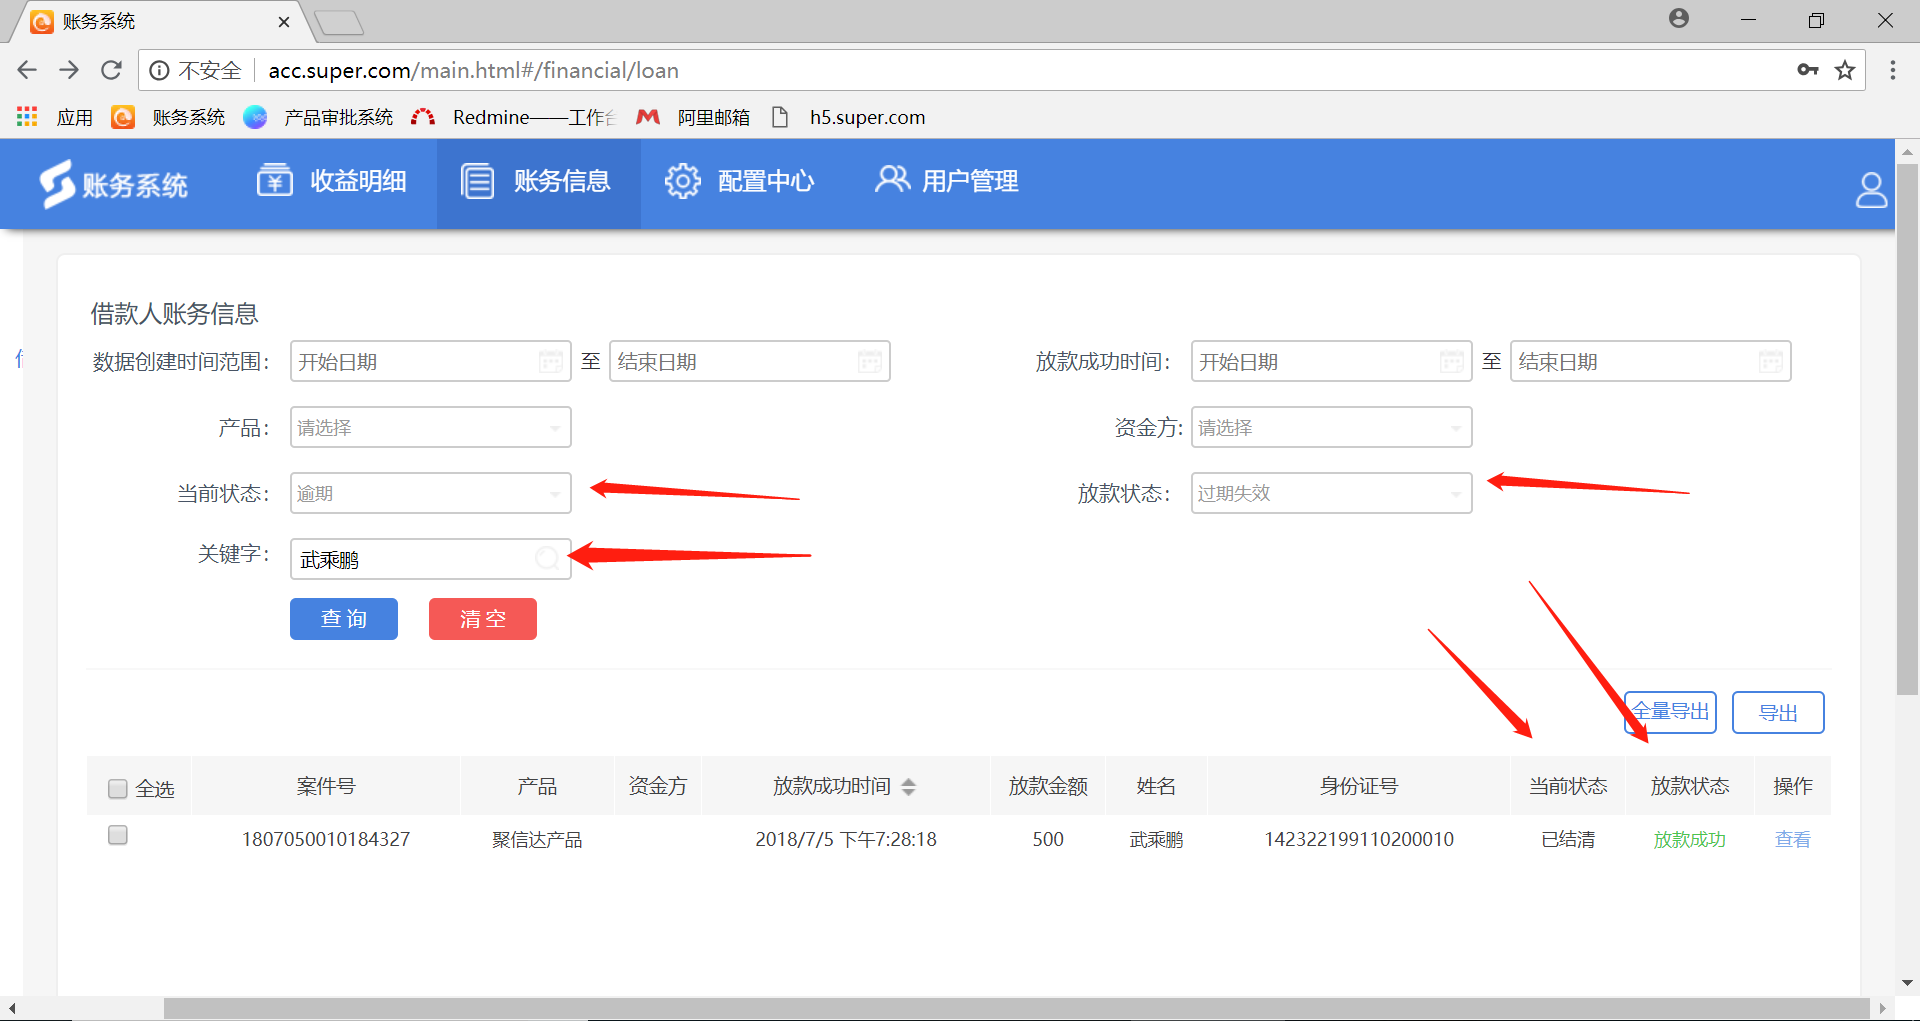 账务系统
不安全 acc.super.com/main.html#/financial/loan
应用 账务系统 产品审批系统 Redmine——工作台 阿里邮箱 h5.super.com
账务系统 收益明细 账务信息 配置中心 用户管理
借款人账务信息
数据创建时间范围： 开始日期 至 结束日期 放款成功时间： 开始日期 至 结束日期
产品： 请选择 资金方: 请选择
当前状态： 逾期 放款状态： 过期失效
关键字： 武乘鹏
查询 清空
全量导出 导出
全选 案件号 产品 资金方 放款成功时间 放款金额 姓名 身份证号 当前状态 放款状态 操作
1807050010184327 聚信达产品 2018/7/5 下午7:28:18 500 武乘鹏 142322199110200010 已结清 放款成功 查看